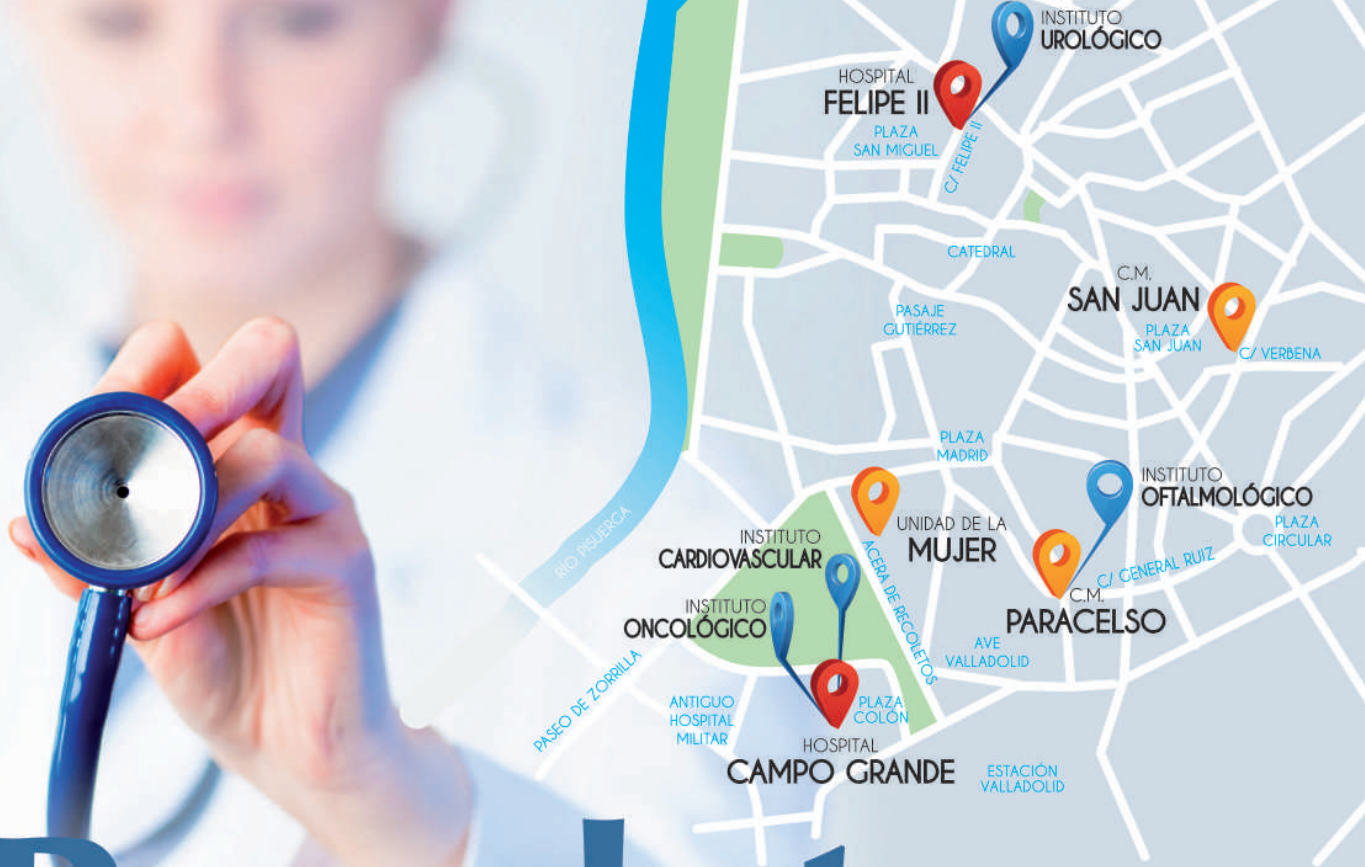 INSTITUTO
UROLÓGICO
HOSPITAL
FELIPE II
PLAZA
SAN MIGUEL
C/ FELIPE II
CATEDRAL
C.M.
SAN JUAN
PLAZA
SAN JUAN
C/ VERBENA
PASAJE
GUTIÉRREZ
PLAZA
MADRID
INSTITUTO
OFTALMOLÓGICO
PLAZA
CIRCULAR
UNIDAD DE LA
MUJER
RÍO PISUERGA
INSTITUTO
CARDIOVASCULAR
ACERA DE RECOLETOS
C/ GENERAL RUIZ
C.M.
PARACELSO
INSTITUTO
ONCOLÓGICO
AVE
VALLADOLID
PASEO DE ZORRILLA
ANTIGUO
HOSPITAL
MILITAR
PLAZA
COLÓN
HOSPITAL
CAMPO GRANDE
ESTACIÓN
VALLADOLID